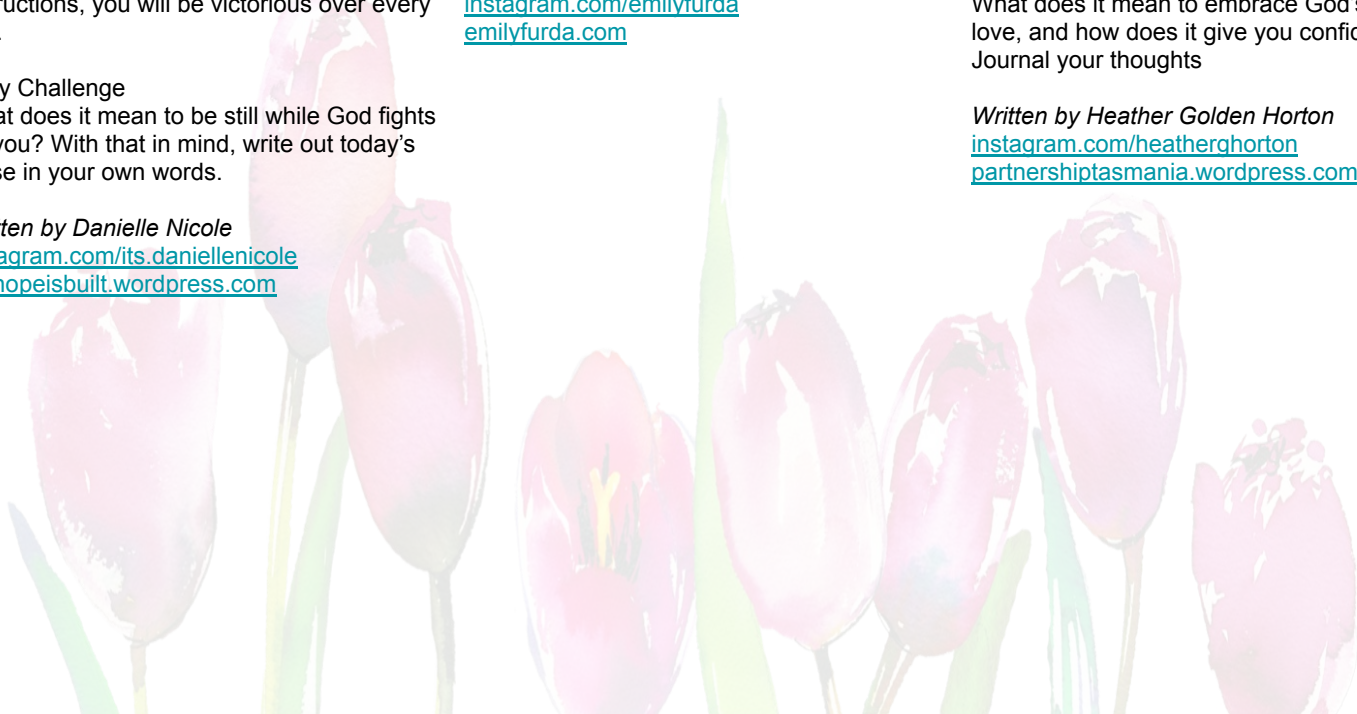 ructions, you will be victorious over every
.
y Challenge
at does it mean to be still while God fights
you? With that in mind, write out today's
se in your own words.
ten by Danielle Nicole
agram.com/its.daniellenicole
hopeisbuilt.wordpress.com
instagram.com/emilyfurda
emilyfurda.com
What does it mean to embrace God's
love, and how does it give you confid
Journal your thoughts
Written by Heather Golden Horton
instagram.com/heatherghorton
partnershiptasmania.wordpress.com